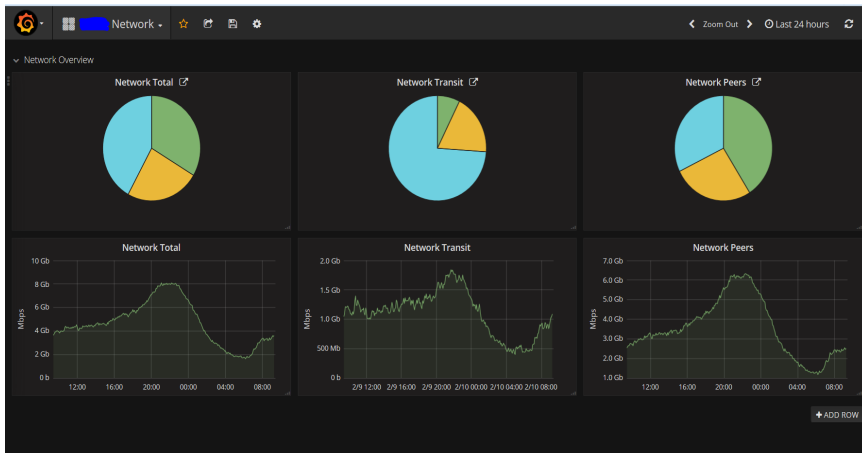 Network
Zoom Out
Last 24 hours
Network Overview
Network Total
Network Transit
Network Peers
Network Total
10 Gb
8 Gb
6 Gb
4 Gb
2 Gb
0 b
Mbps
12:00 16:00 20:00 00:00 04:00 08:00
Network Transit
2.0 Gb
1.5 Gb
1.0 Gb
500 Mb
0 b
Mbps
2/9 12:00 2/9 16:00 2/9 20:00 2/10 00:00 2/10 04:00 2/10 08:00
Network Peers
7.0 Gb
6.0 Gb
5.0 Gb
4.0 Gb
3.0 Gb
2.0 Gb
1.0 Gb
Mbps
12:00 16:00 20:00 00:00 04:00 08:00
+ ADD ROW